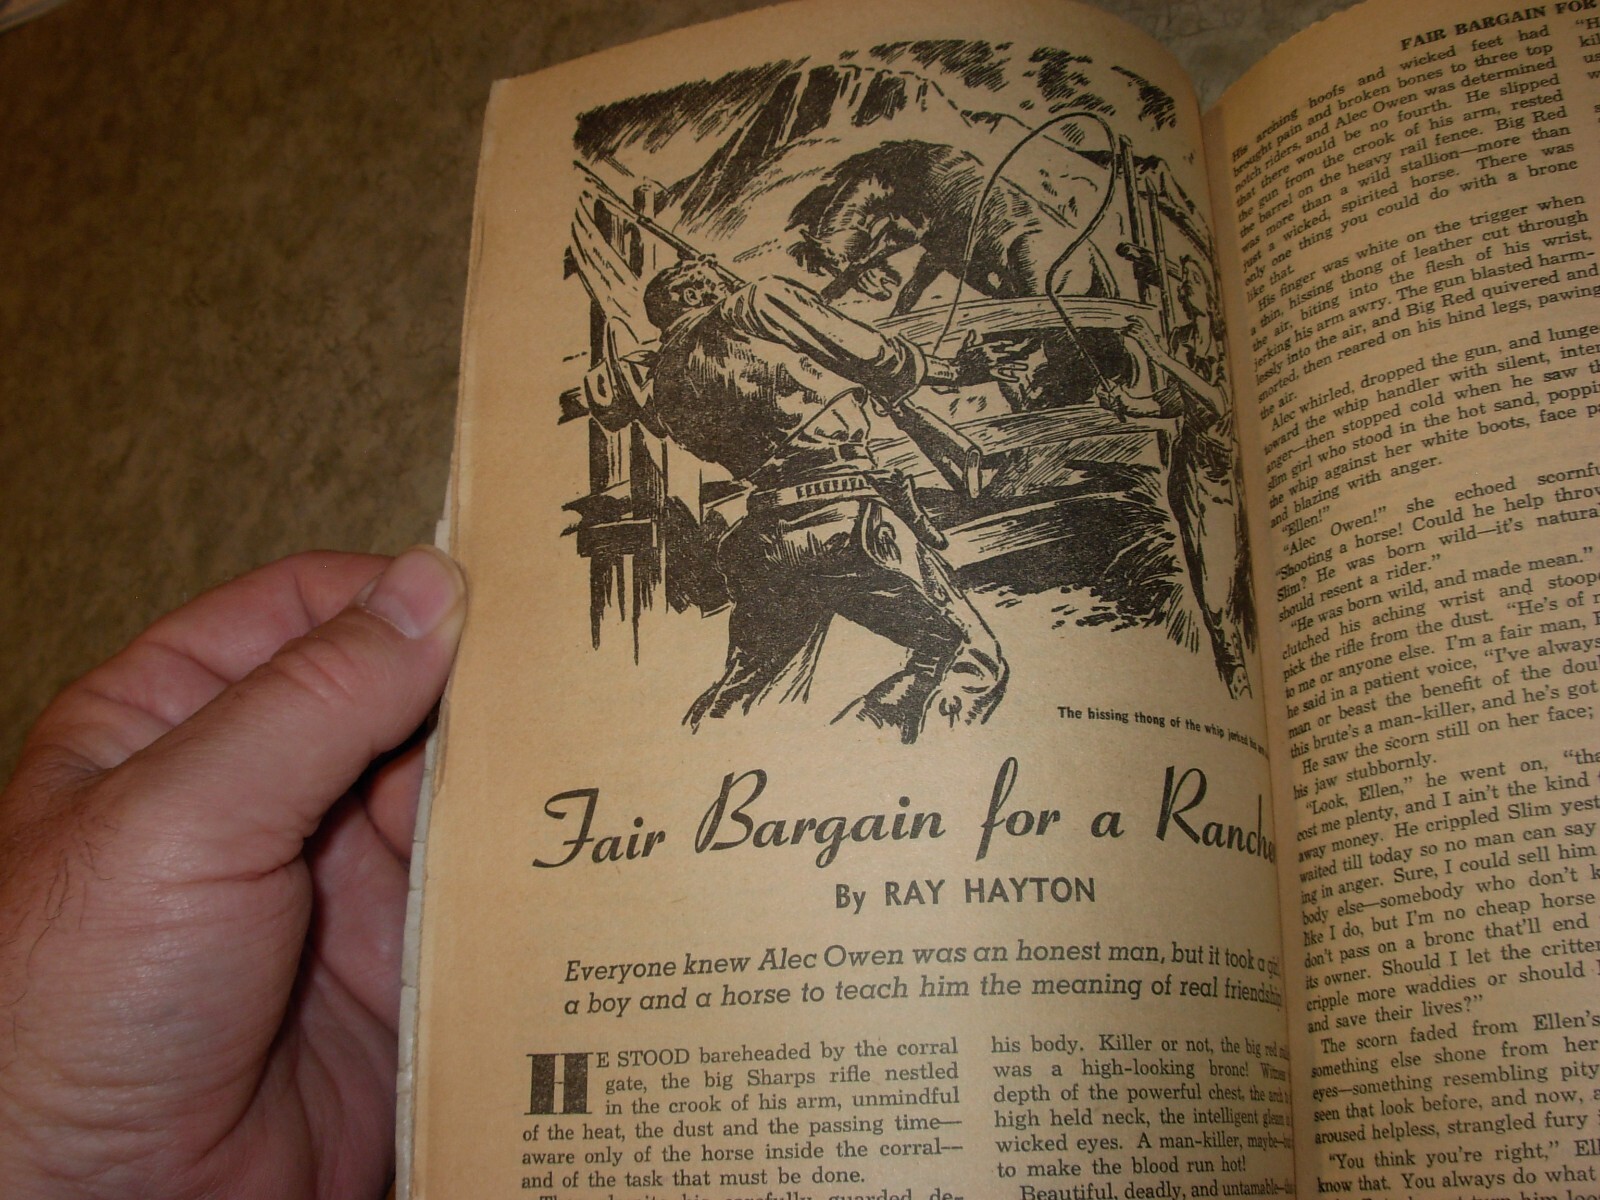 The hissing thong of the whip jerked his
Fair Bargain for a Ranche
By RAY HAYTON
Everyone knew Alec Owen was an honest man, but it took a girl,
a boy and a horse to teach him the meaning of real friendship
HE STOOD bareheaded by the corral
gate, the big Sharps rifle nestled
in the crook of his arm, unmindful
of the heat, the dust and the passing time—
aware only of the horse inside the corral—
and of the task that must be done.
his body. Killer or not, the big red
was a high-looking bronc! Witness
depth of the powerful chest, the arch
high held neck, the intelligent gleam
wicked eyes. A man-killer, maybe—
to make the blood run hot!
Beautiful, deadly, and untamable—
FAIR BARGAIN FOR
His arching hoofs and wicked feet had
brought pain and broken bones to three top
notch riders, and Alec Owen was determined
that there would be no fourth. He slipped
the gun from the crook of his arm, rested
the barrel on the heavy rail fence. Big Red
was more than a wild stallion—more than
just a wicked, spirited horse. There was
only one thing you could do with a bronc
like that.
His finger was white on the trigger when
a thin, hissing thong of leather cut through
the air, biting into the flesh of his wrist,
jerking his arm awry. The gun blasted harm-
lessly into the air, and Big Red quivered and
snorted, then reared on his hind legs, pawing
the air.
Alec whirled, dropped the gun, and lunged
toward the whip handler with silent,
anger—then stopped cold when he saw
slim girl who stood in the hot sand,
the whip against her white boots, face
and blazing with anger.
"Ellen!"
"Alec Owen!" she echoed
"Shooting a horse! Could he help
Slim? He was born wild—it's
should resent a rider."
"He was born wild, and made mean."
clutched his aching wrist and
pick the rifle from the dust. "He's of
to me or anyone else. I'm a fair man,
he said in a patient voice, "I've always
man or beast the benefit of the
this brute's a man-killer, and he's got
He saw the scorn still on her face;
his jaw stubbornly.
"Look, Ellen," he went on,
cost me plenty, and I ain't the kind
away money. He crippled Slim
waited till today so no man can say
ing in anger. Sure, I could sell him
body else—somebody who don't
like I do, but I'm no cheap horse
don't pass on a bronc that'll end
its owner. Should I let the critter
cripple more waddies or should
and save their lives?"
The scorn faded from Ellen's
something else shone from her
eyes—something resembling pity
seen that look before, and now,
aroused helpless, strangled fury
"You think you're right,"
know that. You always do what